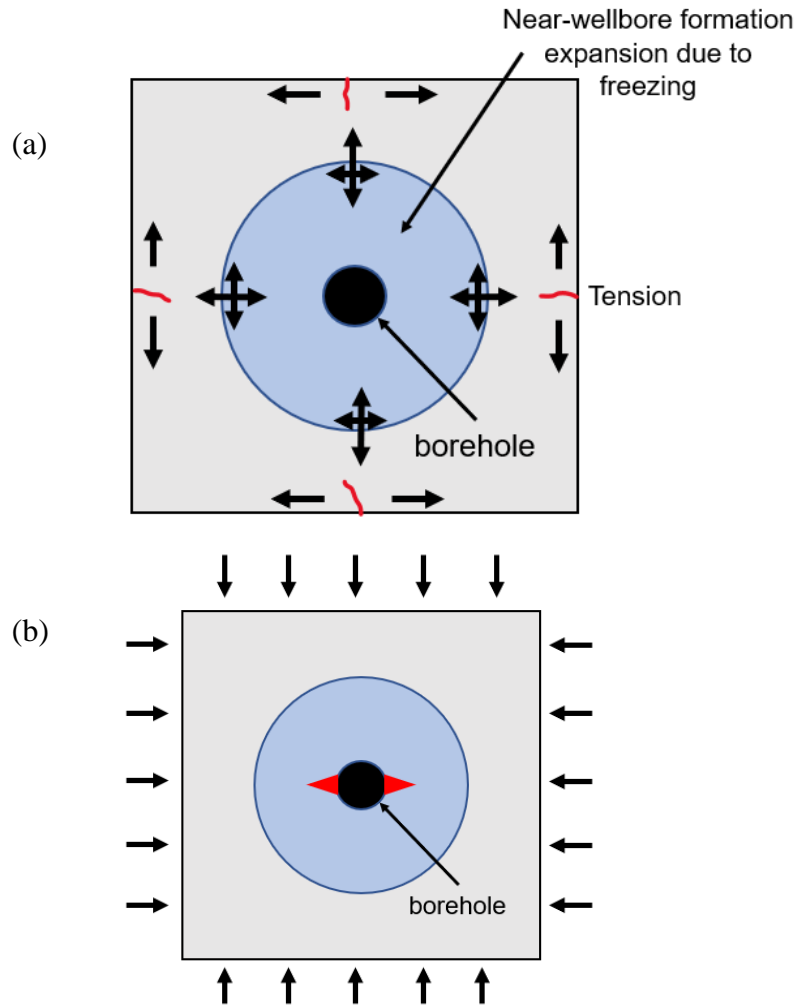 Near-wellbore formation
expansion due to
freezing
(a)
Tension
borehole
(b)
borehole